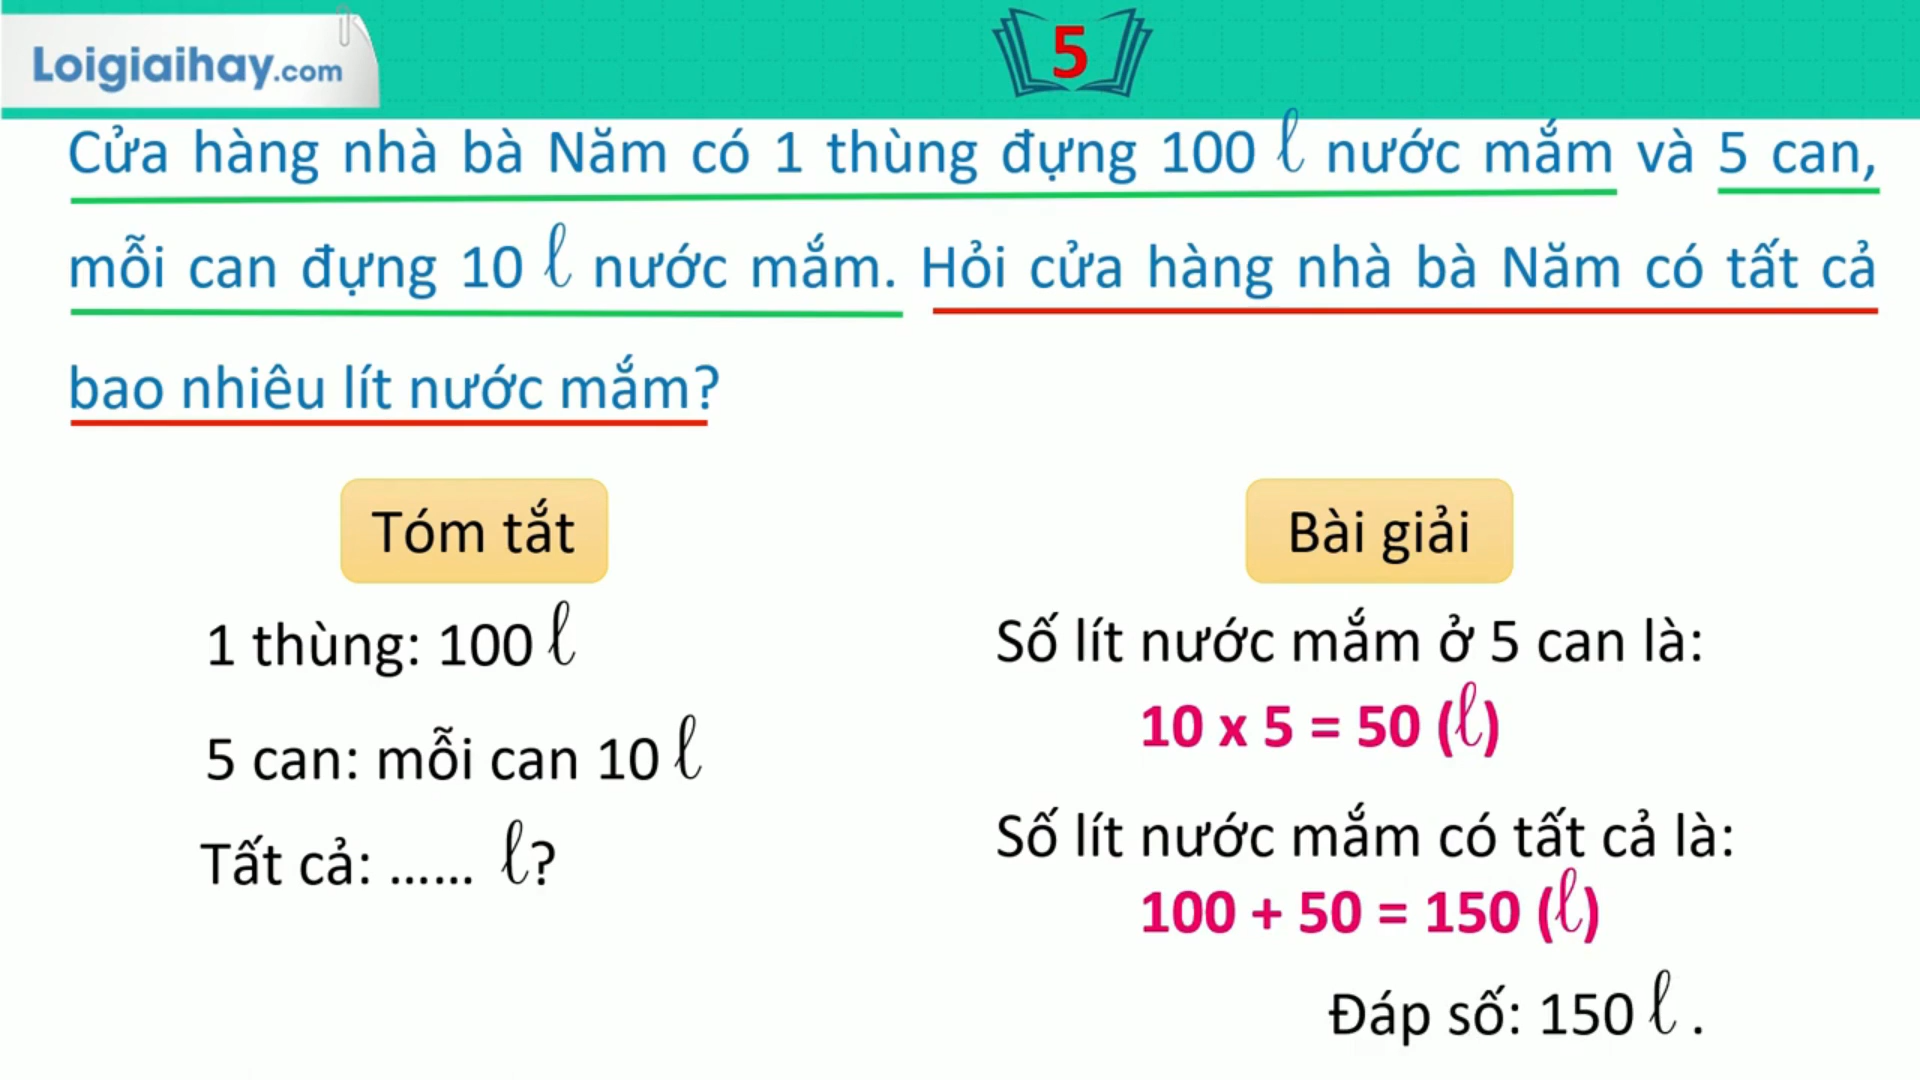 Loigiaihay.com
5
Cửa hàng nhà bà Năm có 1 thùng đựng 100 ℓ nước mắm và 5 can,
mỗi can đựng 10 ℓ nước mắm. Hỏi cửa hàng nhà bà Năm có tất cả
bao nhiêu lít nước mắm?
Tóm tắt
1 thùng: 100 ℓ
5 can: mỗi can 10 ℓ
Tất cả: ...... ℓ?
Bài giải
Số lít nước mắm ở 5 can là:
10 x 5 = 50 (ℓ)
Số lít nước mắm có tất cả là:
100 + 50 = 150 (ℓ)
Đáp số: 150 ℓ .